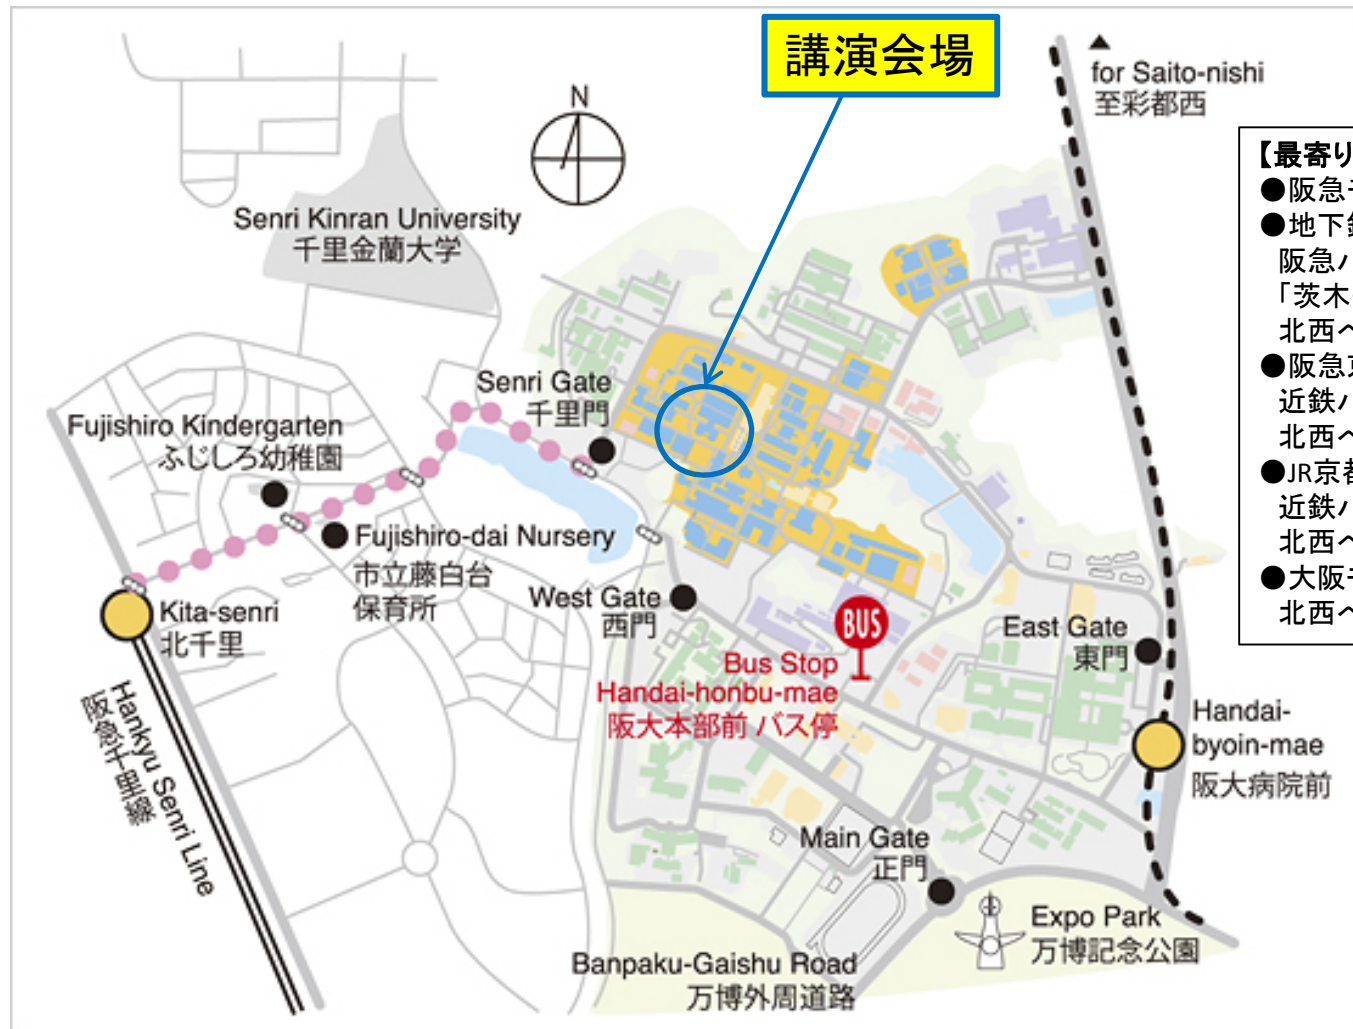 講演会場
N
for Saito-nishi
至彩都西
Senri Kinran University
千里金蘭大学
Senri Gate
千里門
Fujishiro Kindergarten
ふじしろ幼稚園
Fujishiro-dai Nursery
市立藤白台
保育所
Kita-senri
北千里
Hankyu Senri Line
阪急千里線
West Gate
西門
BUS
Bus Stop
Handai-honbu-mae
阪大本部前 バス停
East Gate
東門
Handai-
byoin-mae
阪大病院前
Main Gate
正門
Expo Park
万博記念公園
Banpaku-Gaishu Road
万博外周道路
【最寄り
●阪急
●地下
阪急バ
「茨木
北西へ
●阪急京
近鉄バ
北西へ
●JR京都
近鉄バ
北西へ
●大阪モ
北西へ